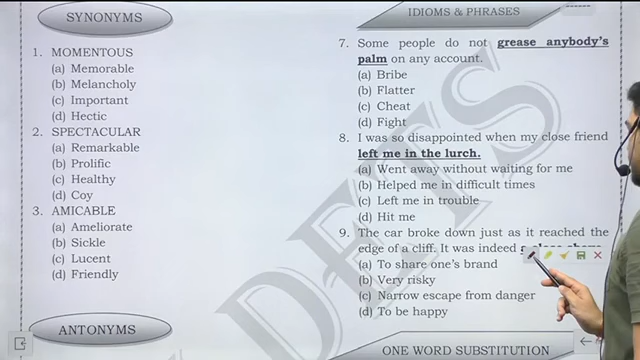 SYNONYMS
1. MOMENTOUS
(a) Memorable
(b) Melancholy
(c) Important
(d) Hectic
2. SPECTACULAR
(a) Remarkable
(b) Prolific
(c) Healthy
(d) Coy
3. AMICABLE
(a) Ameliorate
(b) Sickle
(c) Lucent
(d) Friendly
ANTONYMS
IDIOMS & PHRASES
7. Some people do not grease anybody's
palm on any account.
(a) Bribe
(b) Flatter
(c) Cheat
(d) Fight
8. I was so disappointed when my close friend
left me in the lurch.
(a) Went away without waiting for me
(b) Helped me in difficult times
(c) Left me in trouble
(d) Hit me
9. The car broke down just as it reached the
edge of a cliff. It was indeed
(a) To share one's brand
(b) Very risky
(c) Narrow escape from danger
(d) To be happy
ONE WORD SUBSTITUTION